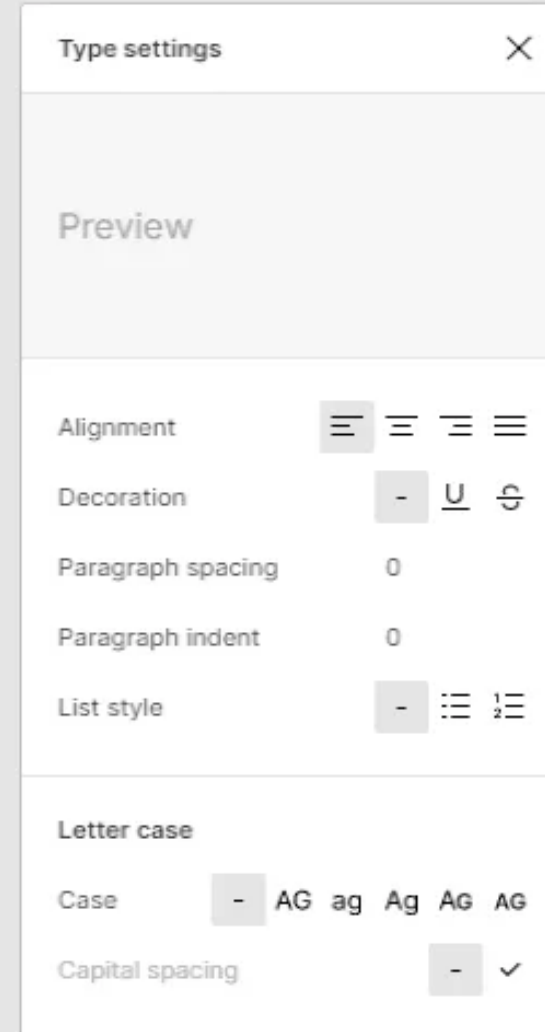 Type settings
Preview
Alignment
Decoration - U S
Paragraph spacing 0
Paragraph indent 0
List style -
Letter case
Case - AG ag Ag AG AG
Capital spacing -